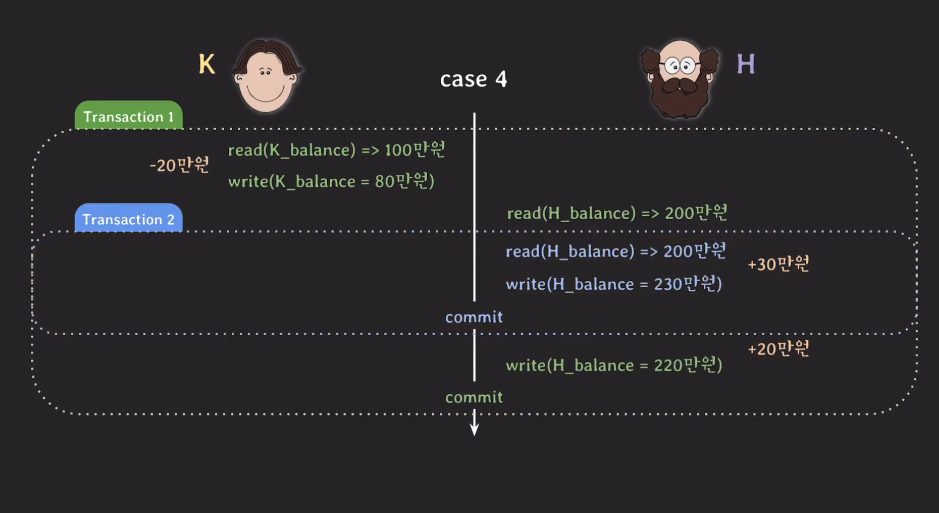 K
case 4
H
Transaction 1
read(K_balance) => 100만원
-20만원
write(K_balance = 80만원)
read(H_balance) => 200만원
Transaction 2
read(H_balance) => 200만원
+30만원
write(H_balance = 230만원)
commit
+20만원
write(H_balance = 220만원)
commit